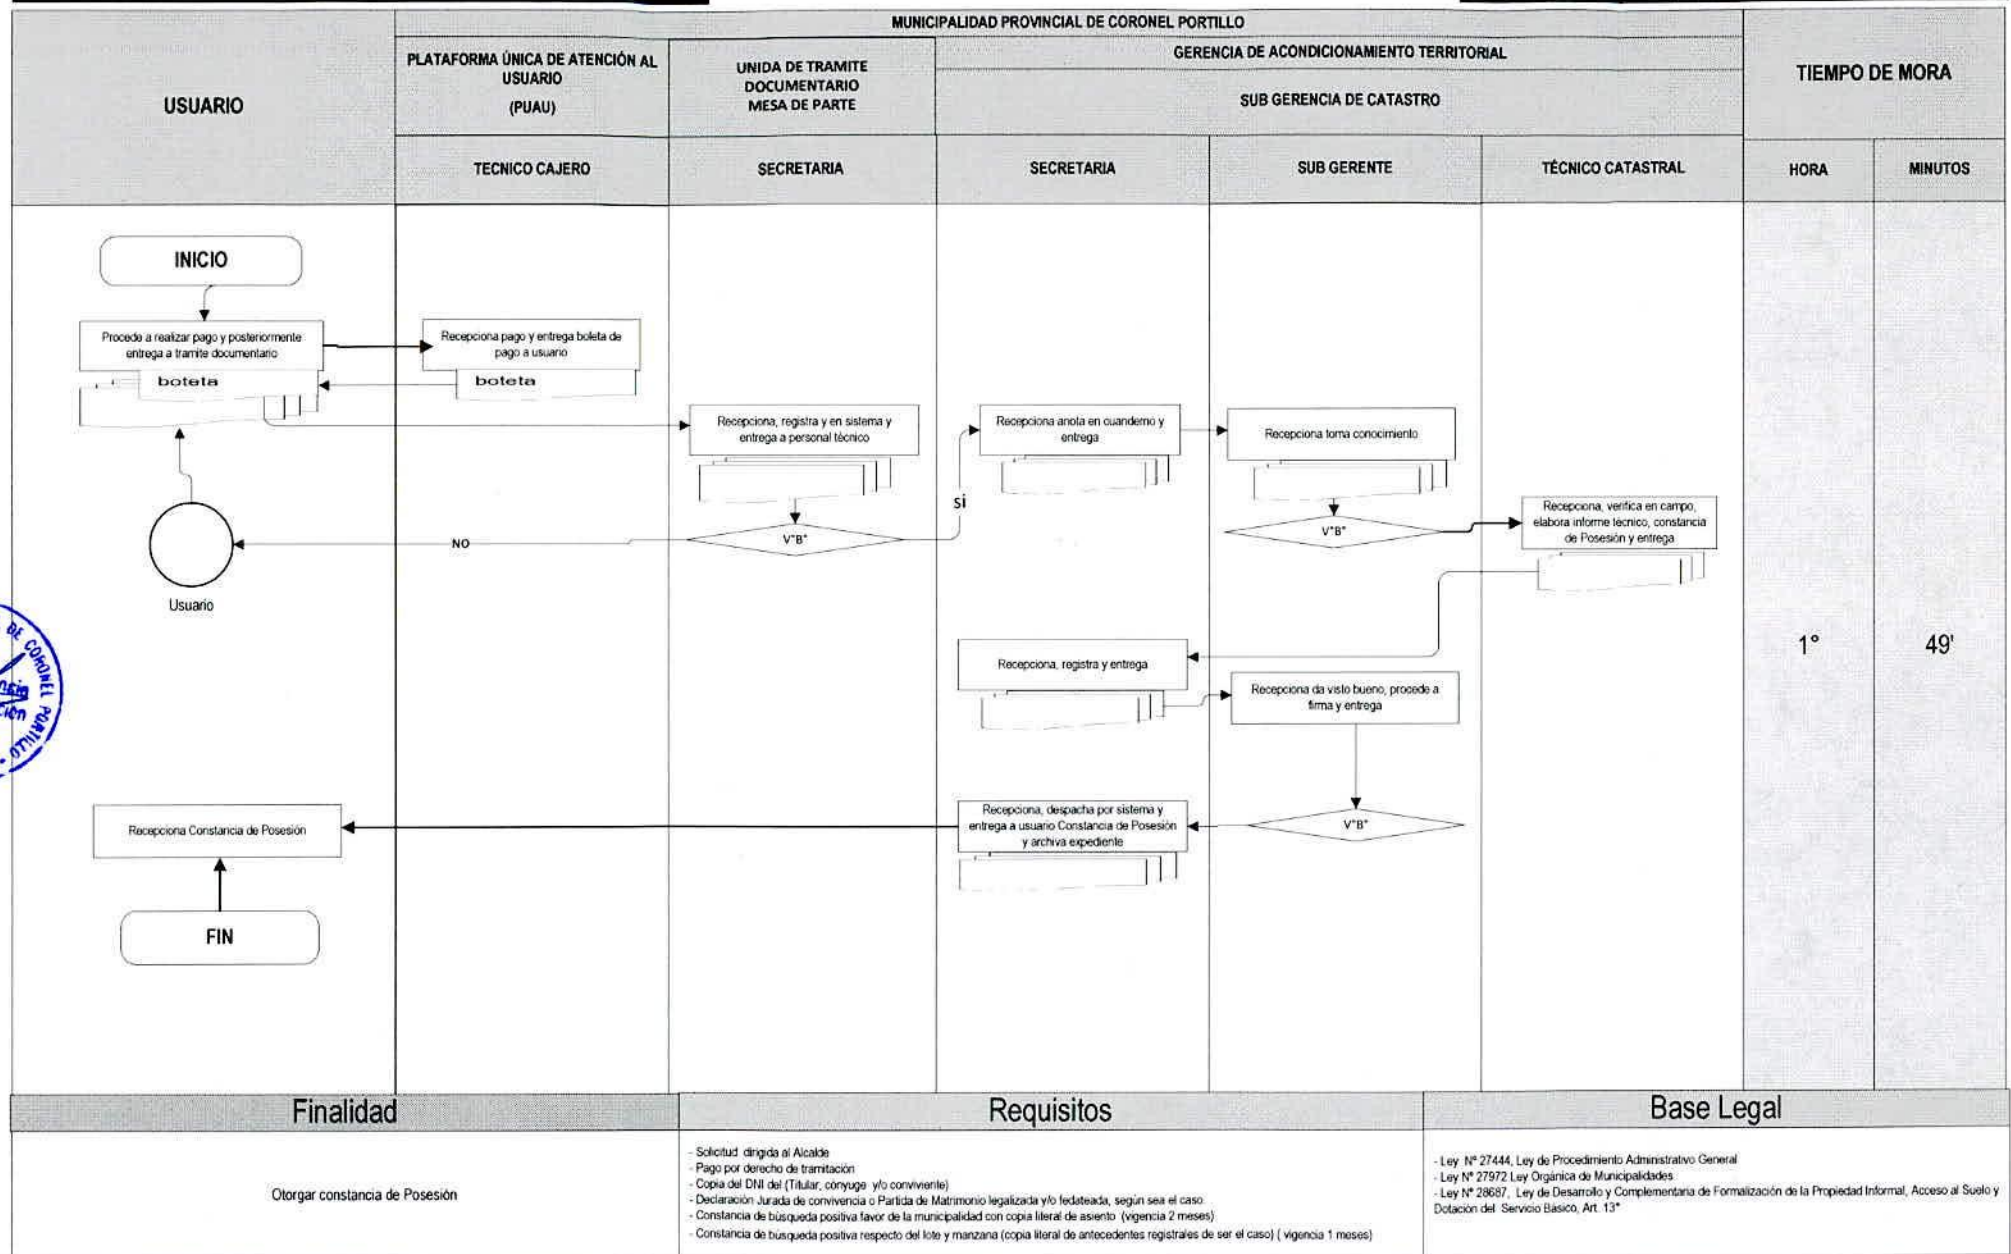 MUNICIPALIDAD PROVINCIAL DE CORONEL PORTILLO
USUARIO
PLATAFORMA ÚNICA DE ATENCIÓN AL
USUARIO
(PUAU)
UNIDA DE TRAMITE
DOCUMENTARIO
MESA DE PARTE
GERENCIA DE ACONDICIONAMIENTO TERRITORIAL
SUB GERENCIA DE CATASTRO
TIEMPO DE MORA
TECNICO CAJERO
SECRETARIA
SECRETARIA
SUB GERENTE
TÉCNICO CATASTRAL
HORA
MINUTOS
INICIO
Procede a realizar pago y posteriormente
entrega a tramite documentario
boteta
Recepciona pago y entrega boleta de
pago a usuario
boteta
Recepciona, registra y en sistema y
entrega a personal técnico
Recepciona anota en cuanderno y
entrega
Recepciona toma conocimiento
si
V°B°
NO
V°B°
Recepciona, verifica en campo,
elabora informe técnico, constancia
de Posesión y entrega
Usuario
DE CORONEL PORTILLO
1°
49'
Recepciona, registra y entrega
Recepciona da visto bueno, procede a
firma y entrega
Recepciona Constancia de Posesión
Recepciona, despacha por sistema y
entrega a usuario Constancia de Posesión
y archiva expediente
V°B°
FIN
Finalidad
Requisitos
Base Legal
Otorgar constancia de Posesión
- Solicitud dirigida al Alcalde
- Pago por derecho de tramitación
- Copia del DNI del (Titular, cónyuge y/o conviviente)
- Declaración Jurada de convivencia o Partida de Matrimonio legalizada y/o fedateada, según sea el caso.
- Constancia de búsqueda positiva favor de la municipalidad con copia literal de asiento (vigencia 2 meses)
- Constancia de búsqueda positiva respecto del lote y manzana (copia literal de antecedentes registrales de ser el caso) ( vigencia 1 meses)
- Ley N° 27444, Ley de Procedimiento Administrativo General
- Ley N° 27972 Ley Orgánica de Municipalidades
- Ley N° 28687, Ley de Desarrollo y Complementaria de Formalización de la Propiedad Informal, Acceso al Suelo y
Dotación del Servicio Básico, Art. 13°